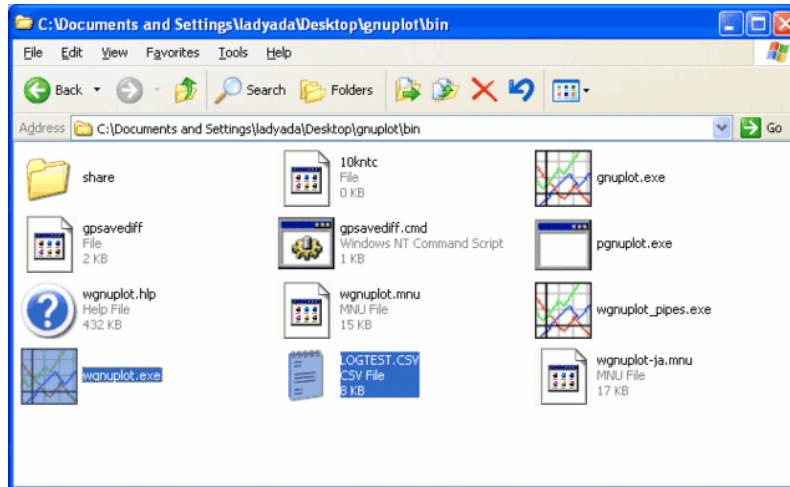 C:\Documents and Settings\ladyada\Desktop\gnuplot\bin
File Edit View Favorites Tools Help
Back Search Folders
Address C:\Documents and Settings\ladyada\Desktop\gnuplot\bin Go
share
10kntc
File
0 KB
gnuplot.exe
gpsavediff
File
2 KB
gpsavediff.cmd
Windows NT Command Script
1 KB
pgnuplot.exe
wgnuplot.hlp
Help File
432 KB
wgnuplot.mnu
MNU File
15 KB
wgnuplot_pipes.exe
wgnuplot.exe
LOGTEST.CSV
CSV File
8 KB
wgnuplot-ja.mnu
MNU File
17 KB